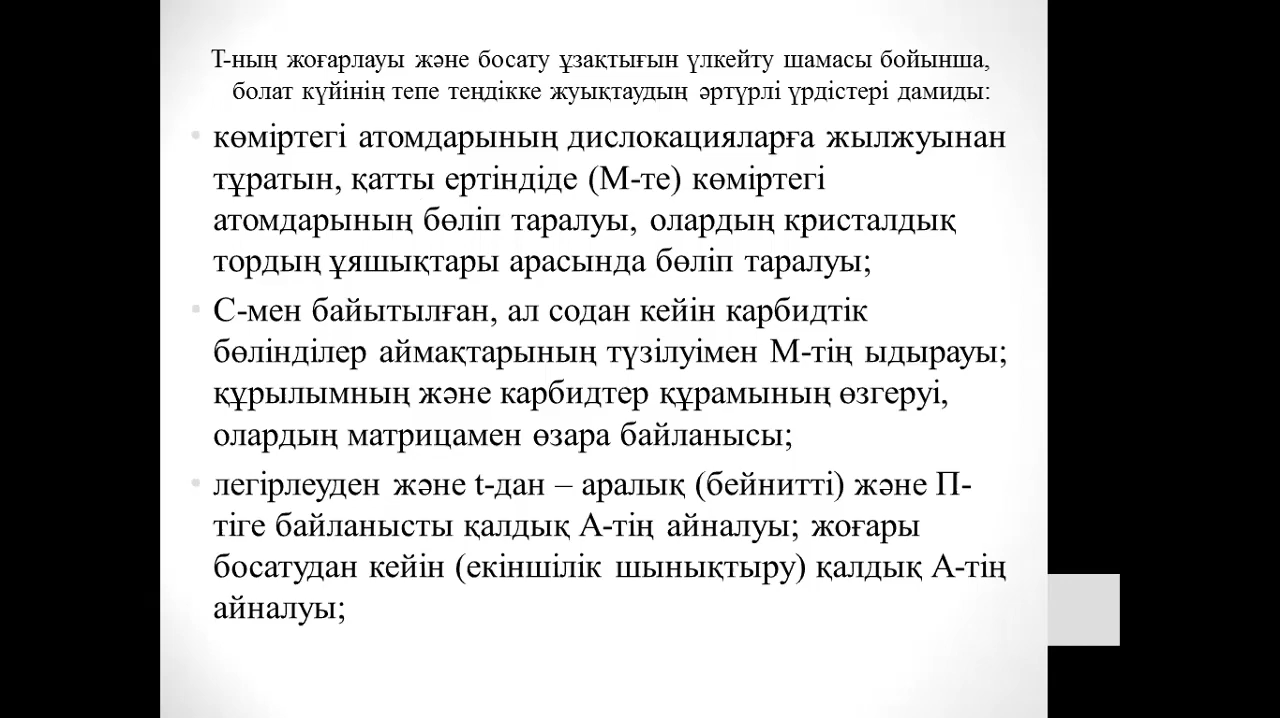 Т-ның жоғарлауы және босату ұзақтығын үлкейту шамасы бойынша,
болат күйінің тепе теңдікке жуықтаудың әртүрлі үрдістері дамиды:
• көміртегі атомдарының дислокацияларға жылжуынан
тұратын, қатты ертіндіде (М-те) көміртегі
атомдарының бөліп таралуы, олардың кристалдық
тордың ұяшықтары арасында бөліп таралуы;
• С-мен байытылған, ал содан кейін карбидтік
бөлінділер аймақтарының түзілуімен М-тің ыдырауы;
құрылымның және карбидтер құрамының өзгеруі,
олардың матрицамен өзара байланысы;
• легірлеуден және t-дан – аралық (бейнитті) және П-
тіге байланысты қалдық А-тің айналуы; жоғары
босатудан кейін (екіншілік шынықтыру) қалдық А-тің
айналуы;